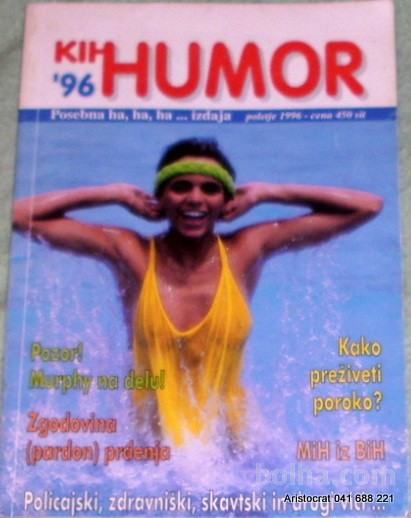 KIH HUMOR
'96
Posebna ha, ha, ha ... izdaja poletje 1996 - cena 450 sit
Pozor!
Murphy na delu!
Kako
preživeti
poroko?
Zgodovina
(pardon) prdenja
MiH iz BiH
bolha.com
Aristocrat 041 688 221
Policajski, zdravniški, skavtski in drugi vici ...